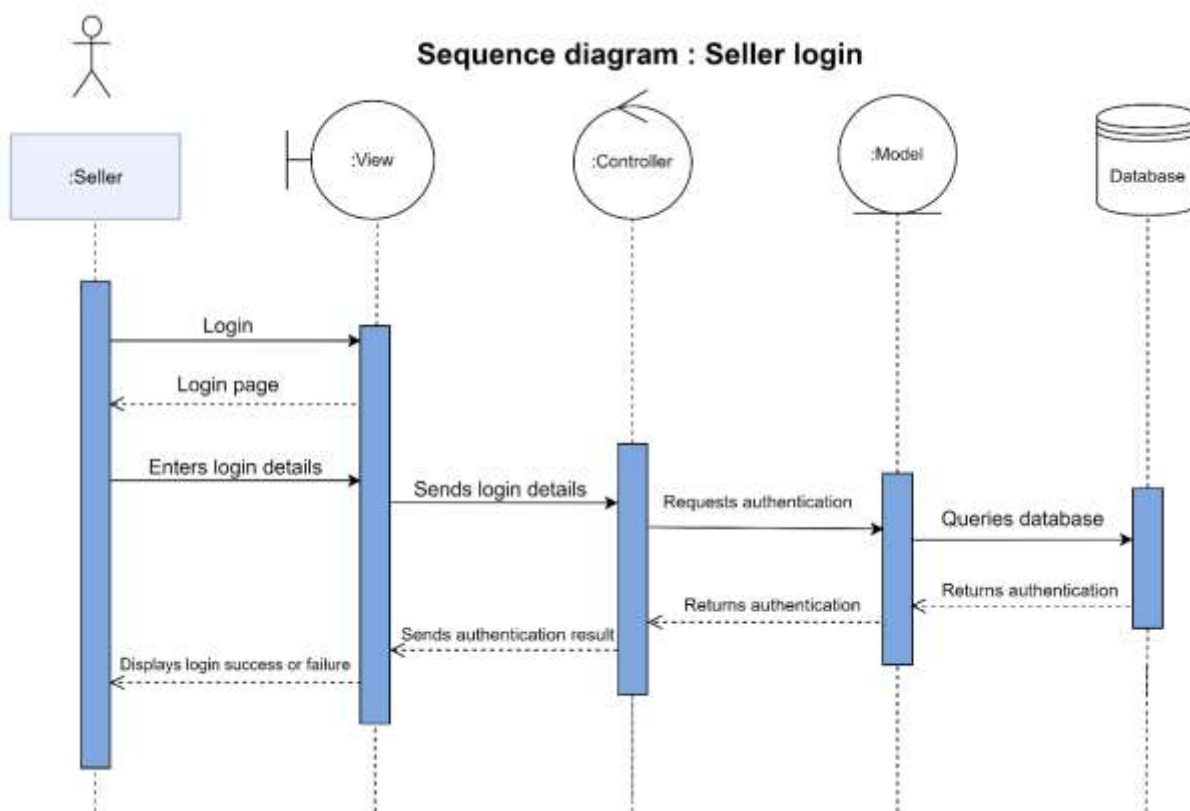 Sequence diagram : Seller login
:Seller
:View
:Controller
:Model
Database
Login
Login page
Enters login details
Sends login details
Requests authentication
Queries database
Returns authentication
Returns authentication
Sends authentication result
Displays login success or failure